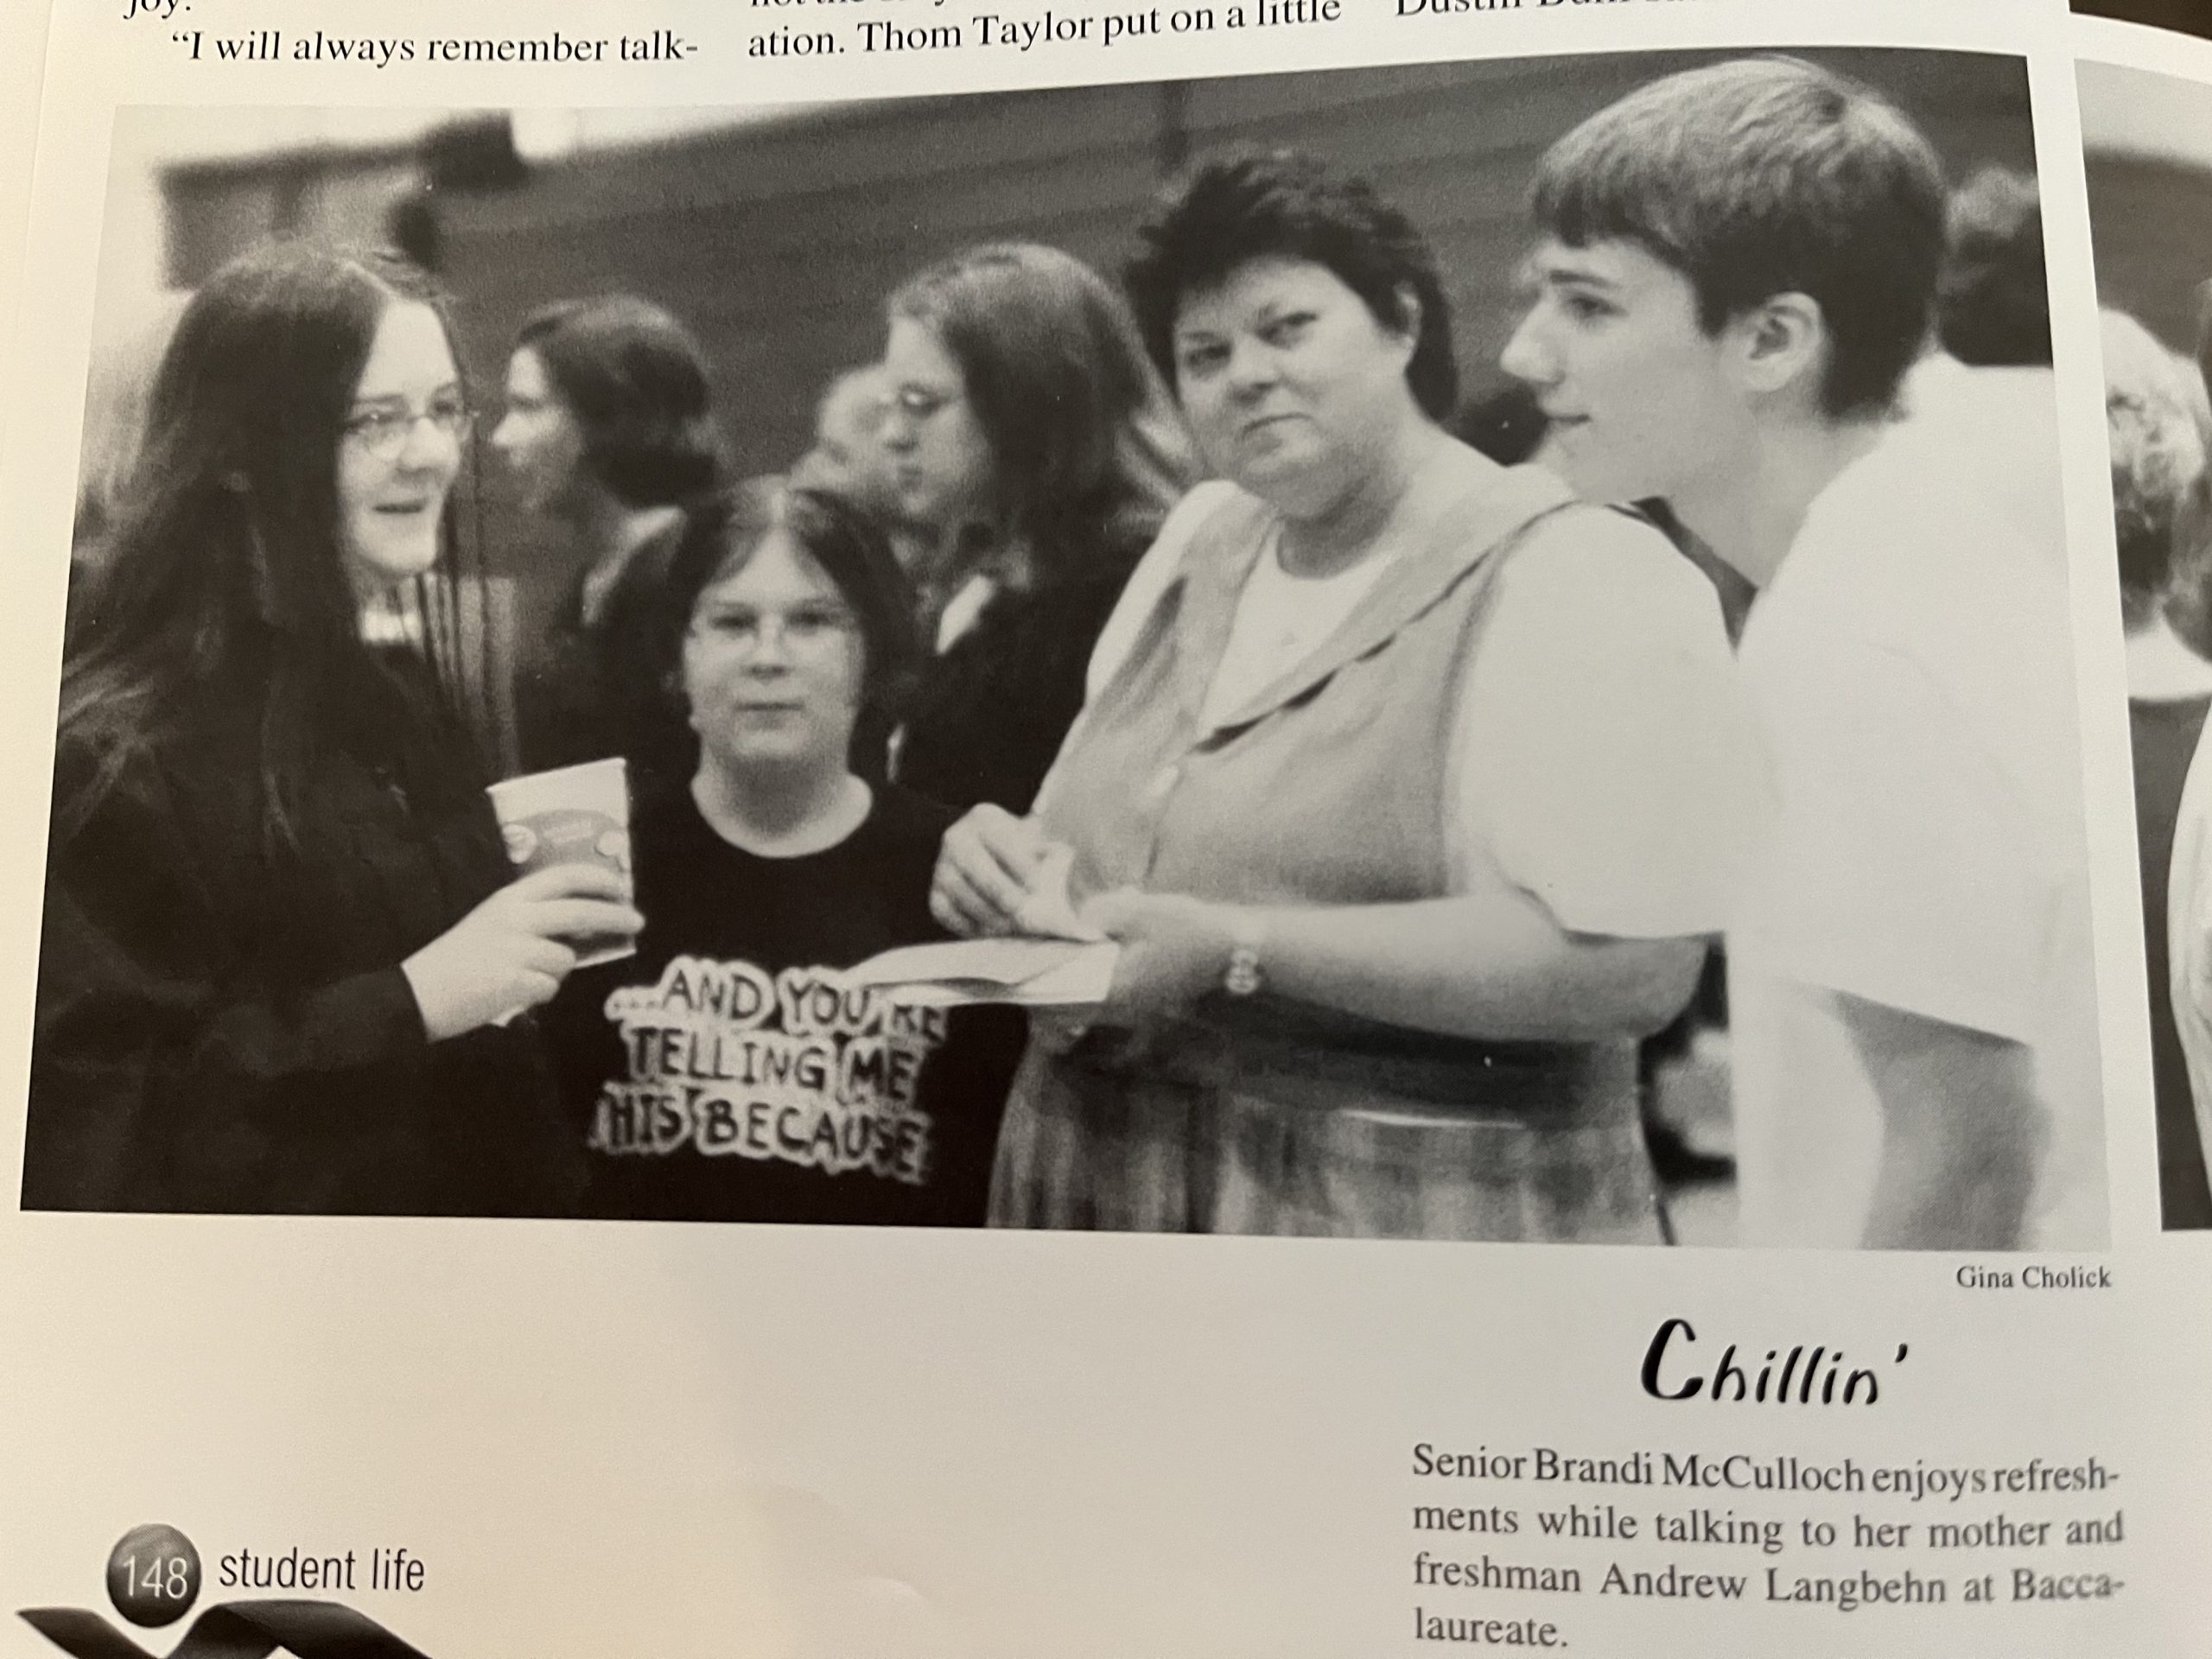 joy.
"I will always remember talk-
ation. Thom Taylor put on a little
...AND YOU'RE
TELLING ME
HIS BECAUSE
Gina Cholick
Chillin'
Senior Brandi McCulloch enjoys refresh-
ments while talking to her mother and
freshman Andrew Langbehn at Bacca-
laureate.
148 student life